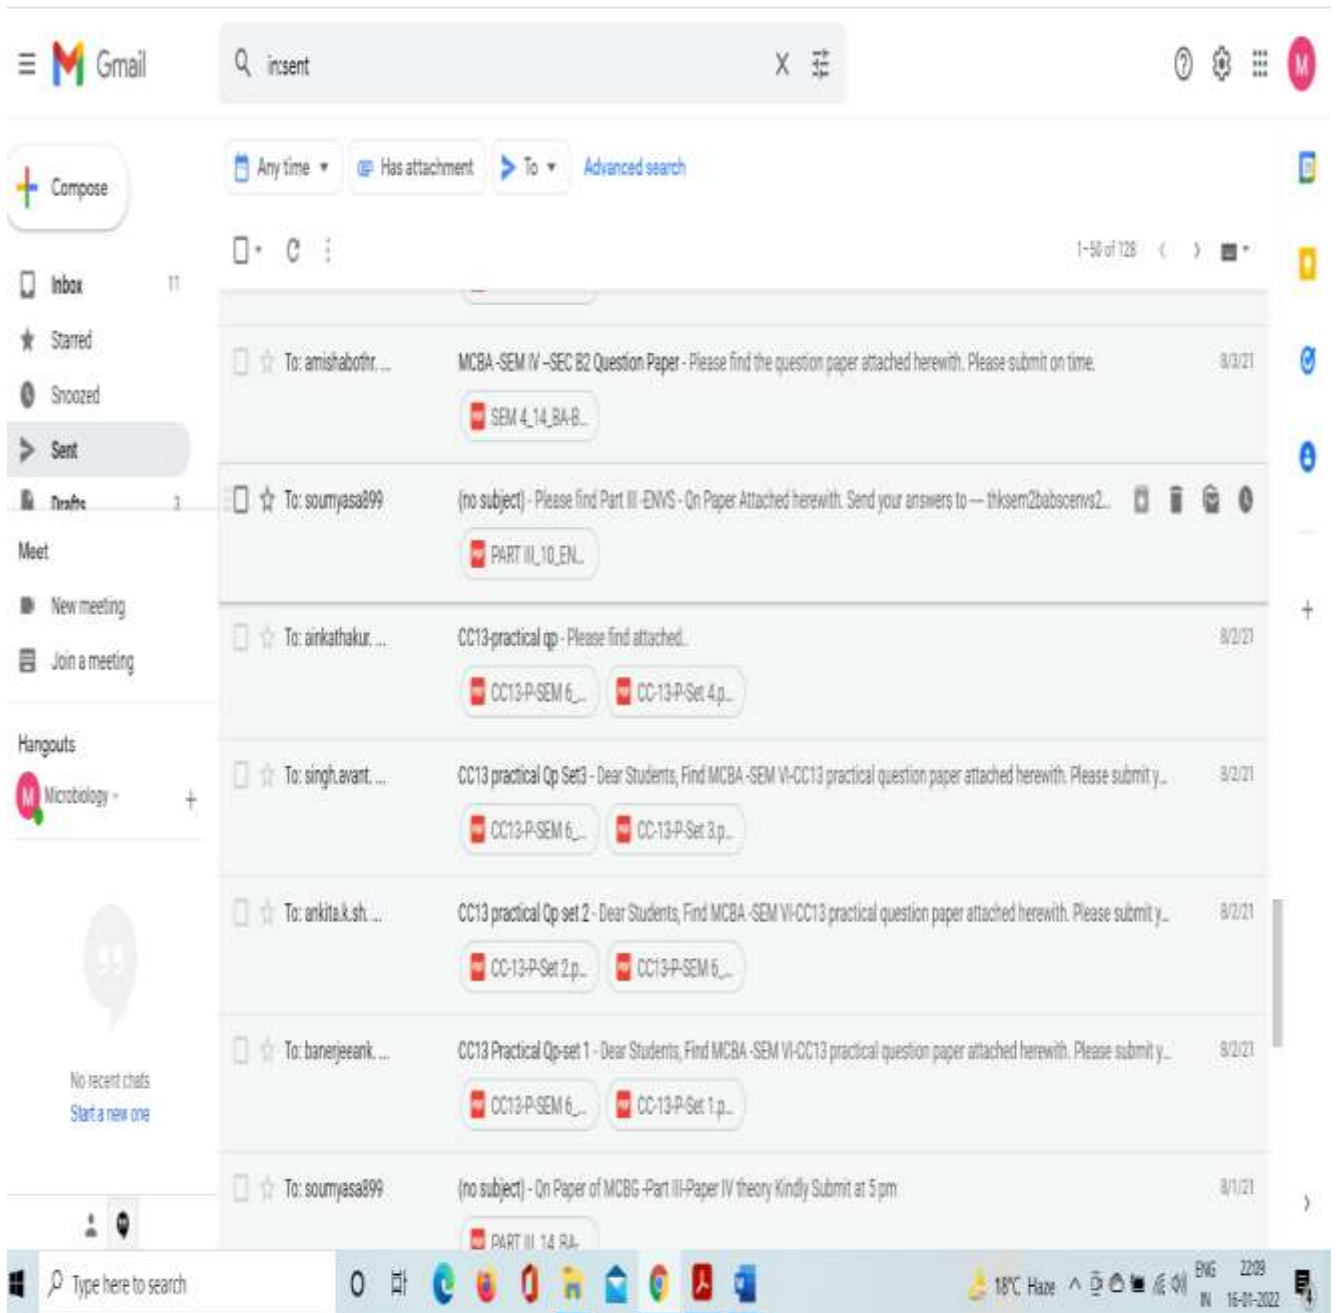 Gmail
in:sent
M
Any time
Has attachment
To
Advanced search
Compose
1-50 of 128
Inbox 11
Starred
Snoozed
Sent
Drafts 3
Meet
New meeting
Join a meeting
Hangouts
M Microbiology
No recent chats
Start a new one
To: amishabothr. ... MCBA -SEM IV –SEC B2 Question Paper - Please find the question paper attached herewith. Please submit on time. 8/3/21
SEM 4_14_BA-B...
To: soumyasa899 (no subject) - Please find Part III -ENVS - Qn Paper Attached herewith. Send your answers to — thksem2babscenvs2...
PART III_10_EN...
To: ainkathakur. ... CC13-practical qp - Please find attached.. 8/2/21
CC13-P-SEM 6_... CC-13-P-Set 4.p...
To: singh.avant. ... CC13 practical Qp Set3 - Dear Students, Find MCBA -SEM VI-CC13 practical question paper attached herewith. Please submit y... 8/2/21
CC13-P-SEM 6_... CC-13-P-Set 3.p...
To: ankita.k.sh. ... CC13 practical Qp set 2 - Dear Students, Find MCBA -SEM VI-CC13 practical question paper attached herewith. Please submit y... 8/2/21
CC-13-P-Set 2.p... CC13-P-SEM 6_...
To: banerjeeank. ... CC13 Practical Qp-set 1 - Dear Students, Find MCBA -SEM VI-CC13 practical question paper attached herewith. Please submit y... 8/2/21
CC13-P-SEM 6_... CC-13-P-Set 1.p...
To: soumyasa899 (no subject) - Qn Paper of MCBG -Part III-Paper IV theory Kindly Submit at 5 pm 8/1/21
PART III_14_BA-
Type here to search
18°C Haze
ENG 22:09
IN 16-01-2022
4